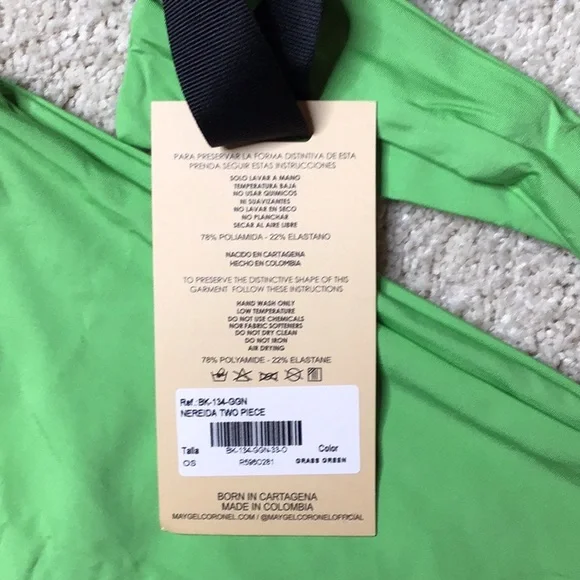 PARA PRESERVAR LA FORMA DISTINTIVA DE ESTA
PRENDA SEGUIR ESTAS INSTRUCCIONES
SOLO LAVAR A MANO
TEMPERATURA BAJA
NO USAR QUIMICOS
NI SUAVIZANTES
NO LAVAR EN SECO
NO PLANCHAR
SECAR AL AIRE LIBRE
78% POLIAMIDA - 22% ELASTANO
NACIDO EN CARTAGENA
HECHO EN COLOMBIA
TO PRESERVE THE DISTINCTIVE SHAPE OF THIS
GARMENT FOLLOW THESE INSTRUCTIONS
HAND WASH ONLY
LOW TEMPERATURE
DO NOT USE CHEMICALS
NOR FABRIC SOFTENERS
DO NOT DRY CLEAN
DO NOT IRON
AIR DRYING
78% POLYAMIDE - 22% ELASTANE
Ref.: BK-134-GGN
NEREIDA TWO PIECE
Talla BK-134-GGN-33-O Color
OS R5960281 GRASS GREEN
BORN IN CARTAGENA
MADE IN COLOMBIA
MAYGELCORONEL.COM / @MAYGELCORONELOFFICIAL